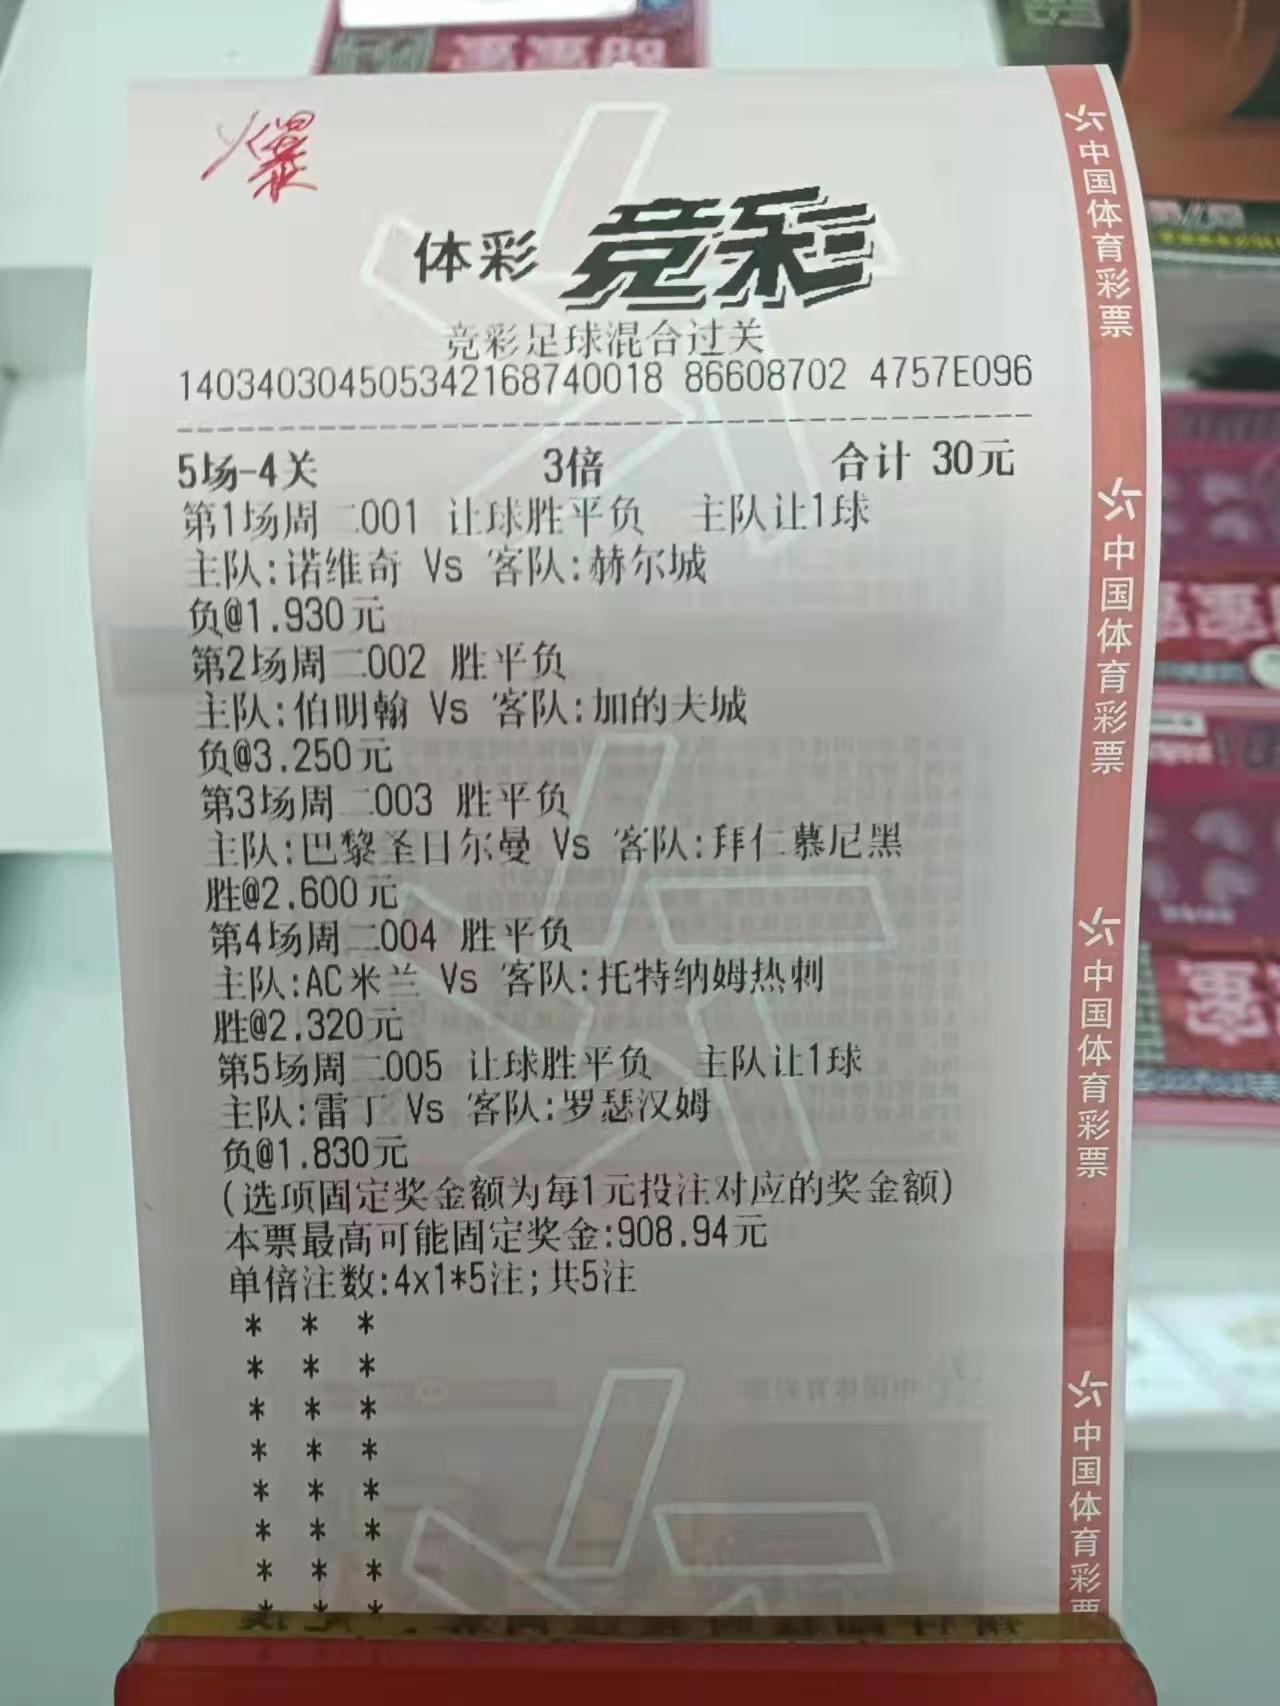 爆
体彩 竞彩
竞彩足球混合过关
140340304505342168740018 86608702 4757E096
5场-4关 3倍 合计 30元
第1场周二001 让球胜平负 主队让1球
主队:诺维奇 Vs 客队:赫尔城
负@1.930元
第2场周二002 胜平负
主队:伯明翰 Vs 客队:加的夫城
负@3.250元
第3场周二003 胜平负
主队:巴黎圣日尔曼 Vs 客队:拜仁慕尼黑
胜@2.600元
第4场周二004 胜平负
主队:AC米兰 Vs 客队:托特纳姆热刺
胜@2.320元
第5场周二005 让球胜平负 主队让1球
主队:雷丁 Vs 客队:罗瑟汉姆
负@1.830元
(选项固定奖金额为每1元投注对应的奖金额)
本票最高可能固定奖金:908.94元
单倍注数:4x1*5注;共5注
* * *
* * *
* * *
* * *
* * *
* * *
* * *
* * *
中国体育彩票
中国体育彩票
中国体育彩票
中国体育彩票